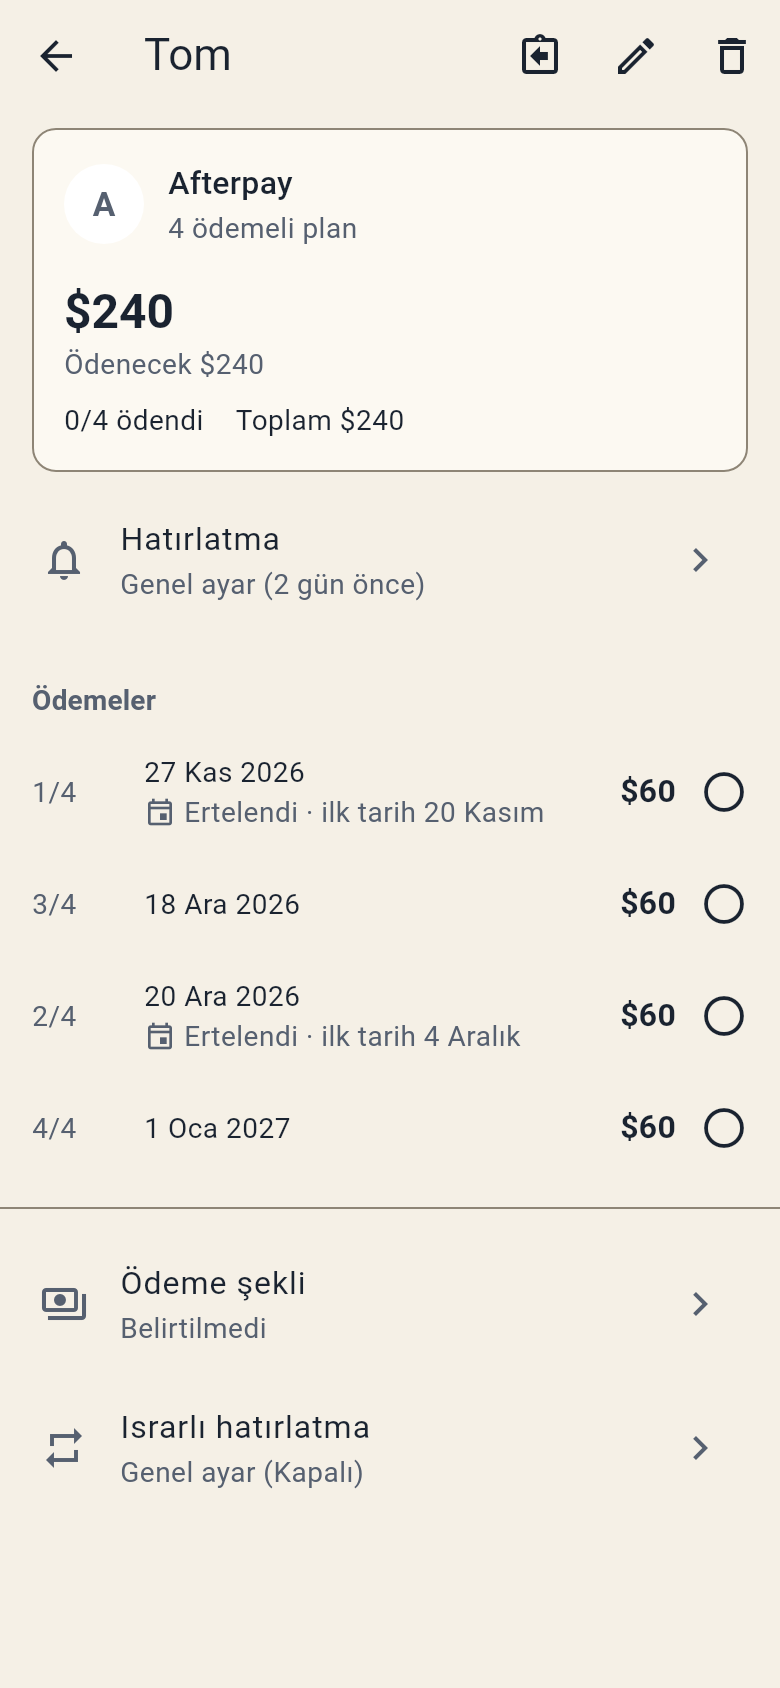 Tom
A
Afterpay
4 ödemeli plan
$240
Ödenecek $240
0/4 ödendi Toplam $240
Hatırlatma
Genel ayar (2 gün önce)
Ödemeler
1/4 27 Kas 2026 $60
Ertelendi · ilk tarih 20 Kasım
3/4 18 Ara 2026 $60
2/4 20 Ara 2026 $60
Ertelendi · ilk tarih 4 Aralık
4/4 1 Oca 2027 $60
Ödeme şekli
Belirtilmedi
Israrlı hatırlatma
Genel ayar (Kapalı)